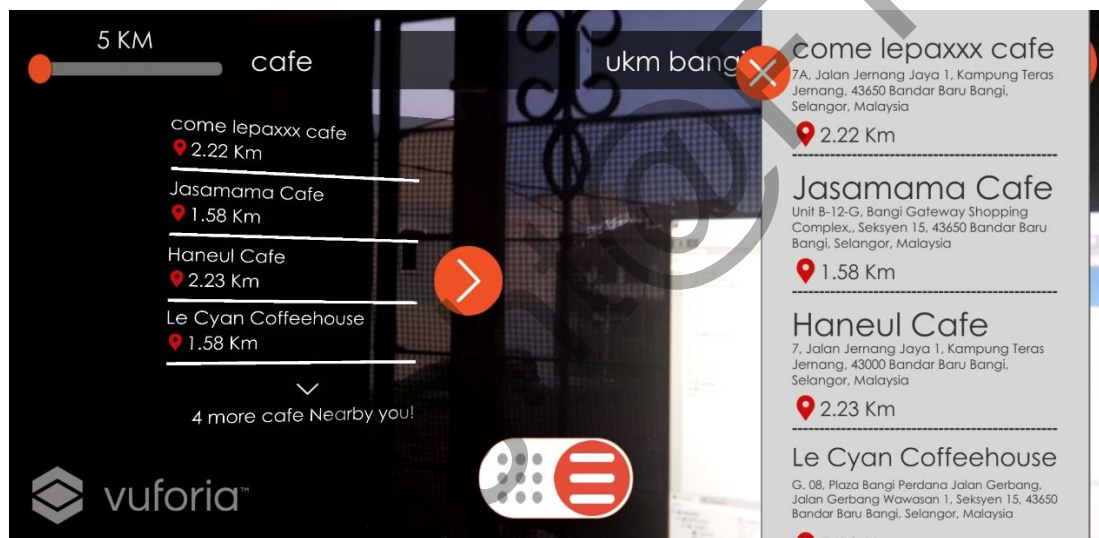 5 KM
cafe
ukm bangi
come lepaxxx cafe
2.22 Km
Jasamama Cafe
1.58 Km
Haneul Cafe
2.23 Km
Le Cyan Coffeehouse
1.58 Km
4 more cafe Nearby you!
vuforia™
come lepaxxx cafe
7A, Jalan Jernang Jaya 1, Kampung Teras
Jernang, 43650 Bandar Baru Bangi,
Selangor, Malaysia
2.22 Km
Jasamama Cafe
Unit B-12-G, Bangi Gateway Shopping
Complex,, Seksyen 15, 43650 Bandar Baru
Bangi, Selangor, Malaysia
1.58 Km
Haneul Cafe
7, Jalan Jernang Jaya 1, Kampung Teras
Jernang, 43000 Bandar Baru Bangi,
Selangor, Malaysia
2.23 Km
Le Cyan Coffeehouse
G. 08, Plaza Bangi Perdana Jalan Gerbang,
Jalan Gerbang Wawasan 1, Seksyen 15, 43650
Bandar Baru Bangi, Selangor, Malaysia